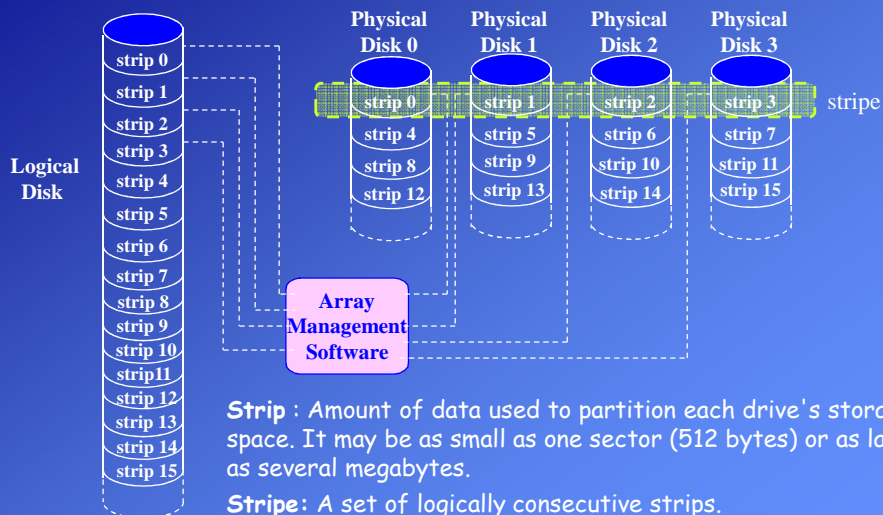 Logical
Disk
strip 0
strip 1
strip 2
strip 3
strip 4
strip 5
strip 6
strip 7
strip 8
strip 9
strip 10
strip11
strip 12
strip 13
strip 14
strip 15
Physical
Disk 0
Physical
Disk 1
Physical
Disk 2
Physical
Disk 3
strip 0 strip 1 strip 2 strip 3
stripe
strip 4 strip 5 strip 6 strip 7
strip 8 strip 9 strip 10 strip 11
strip 12 strip 13 strip 14 strip 15
Array
Management
Software
Strip : Amount of data used to partition each drive's
space. It may be as small as one sector (512 bytes) or as
as several megabytes.
Stripe: A set of logically consecutive strips.